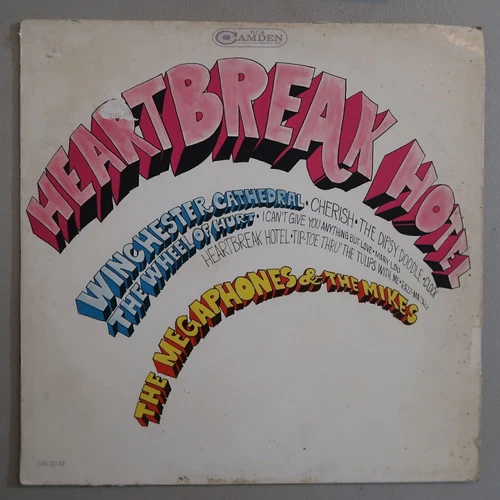 RCA
CAMDEN
HEARTBREAK HOTEL
WINCHESTER CATHEDRAL • CHERISH • THE DIPSY DOODLE • CLOCK
THE WHEEL OF HURT • I CAN'T GIVE YOU ANYTHING BUT LOVE • MARY LOU
HEARTBREAK HOTEL • TIP-TOE THRU' THE TULIPS WITH ME •
THE MEGAPHONES & THE MIKES